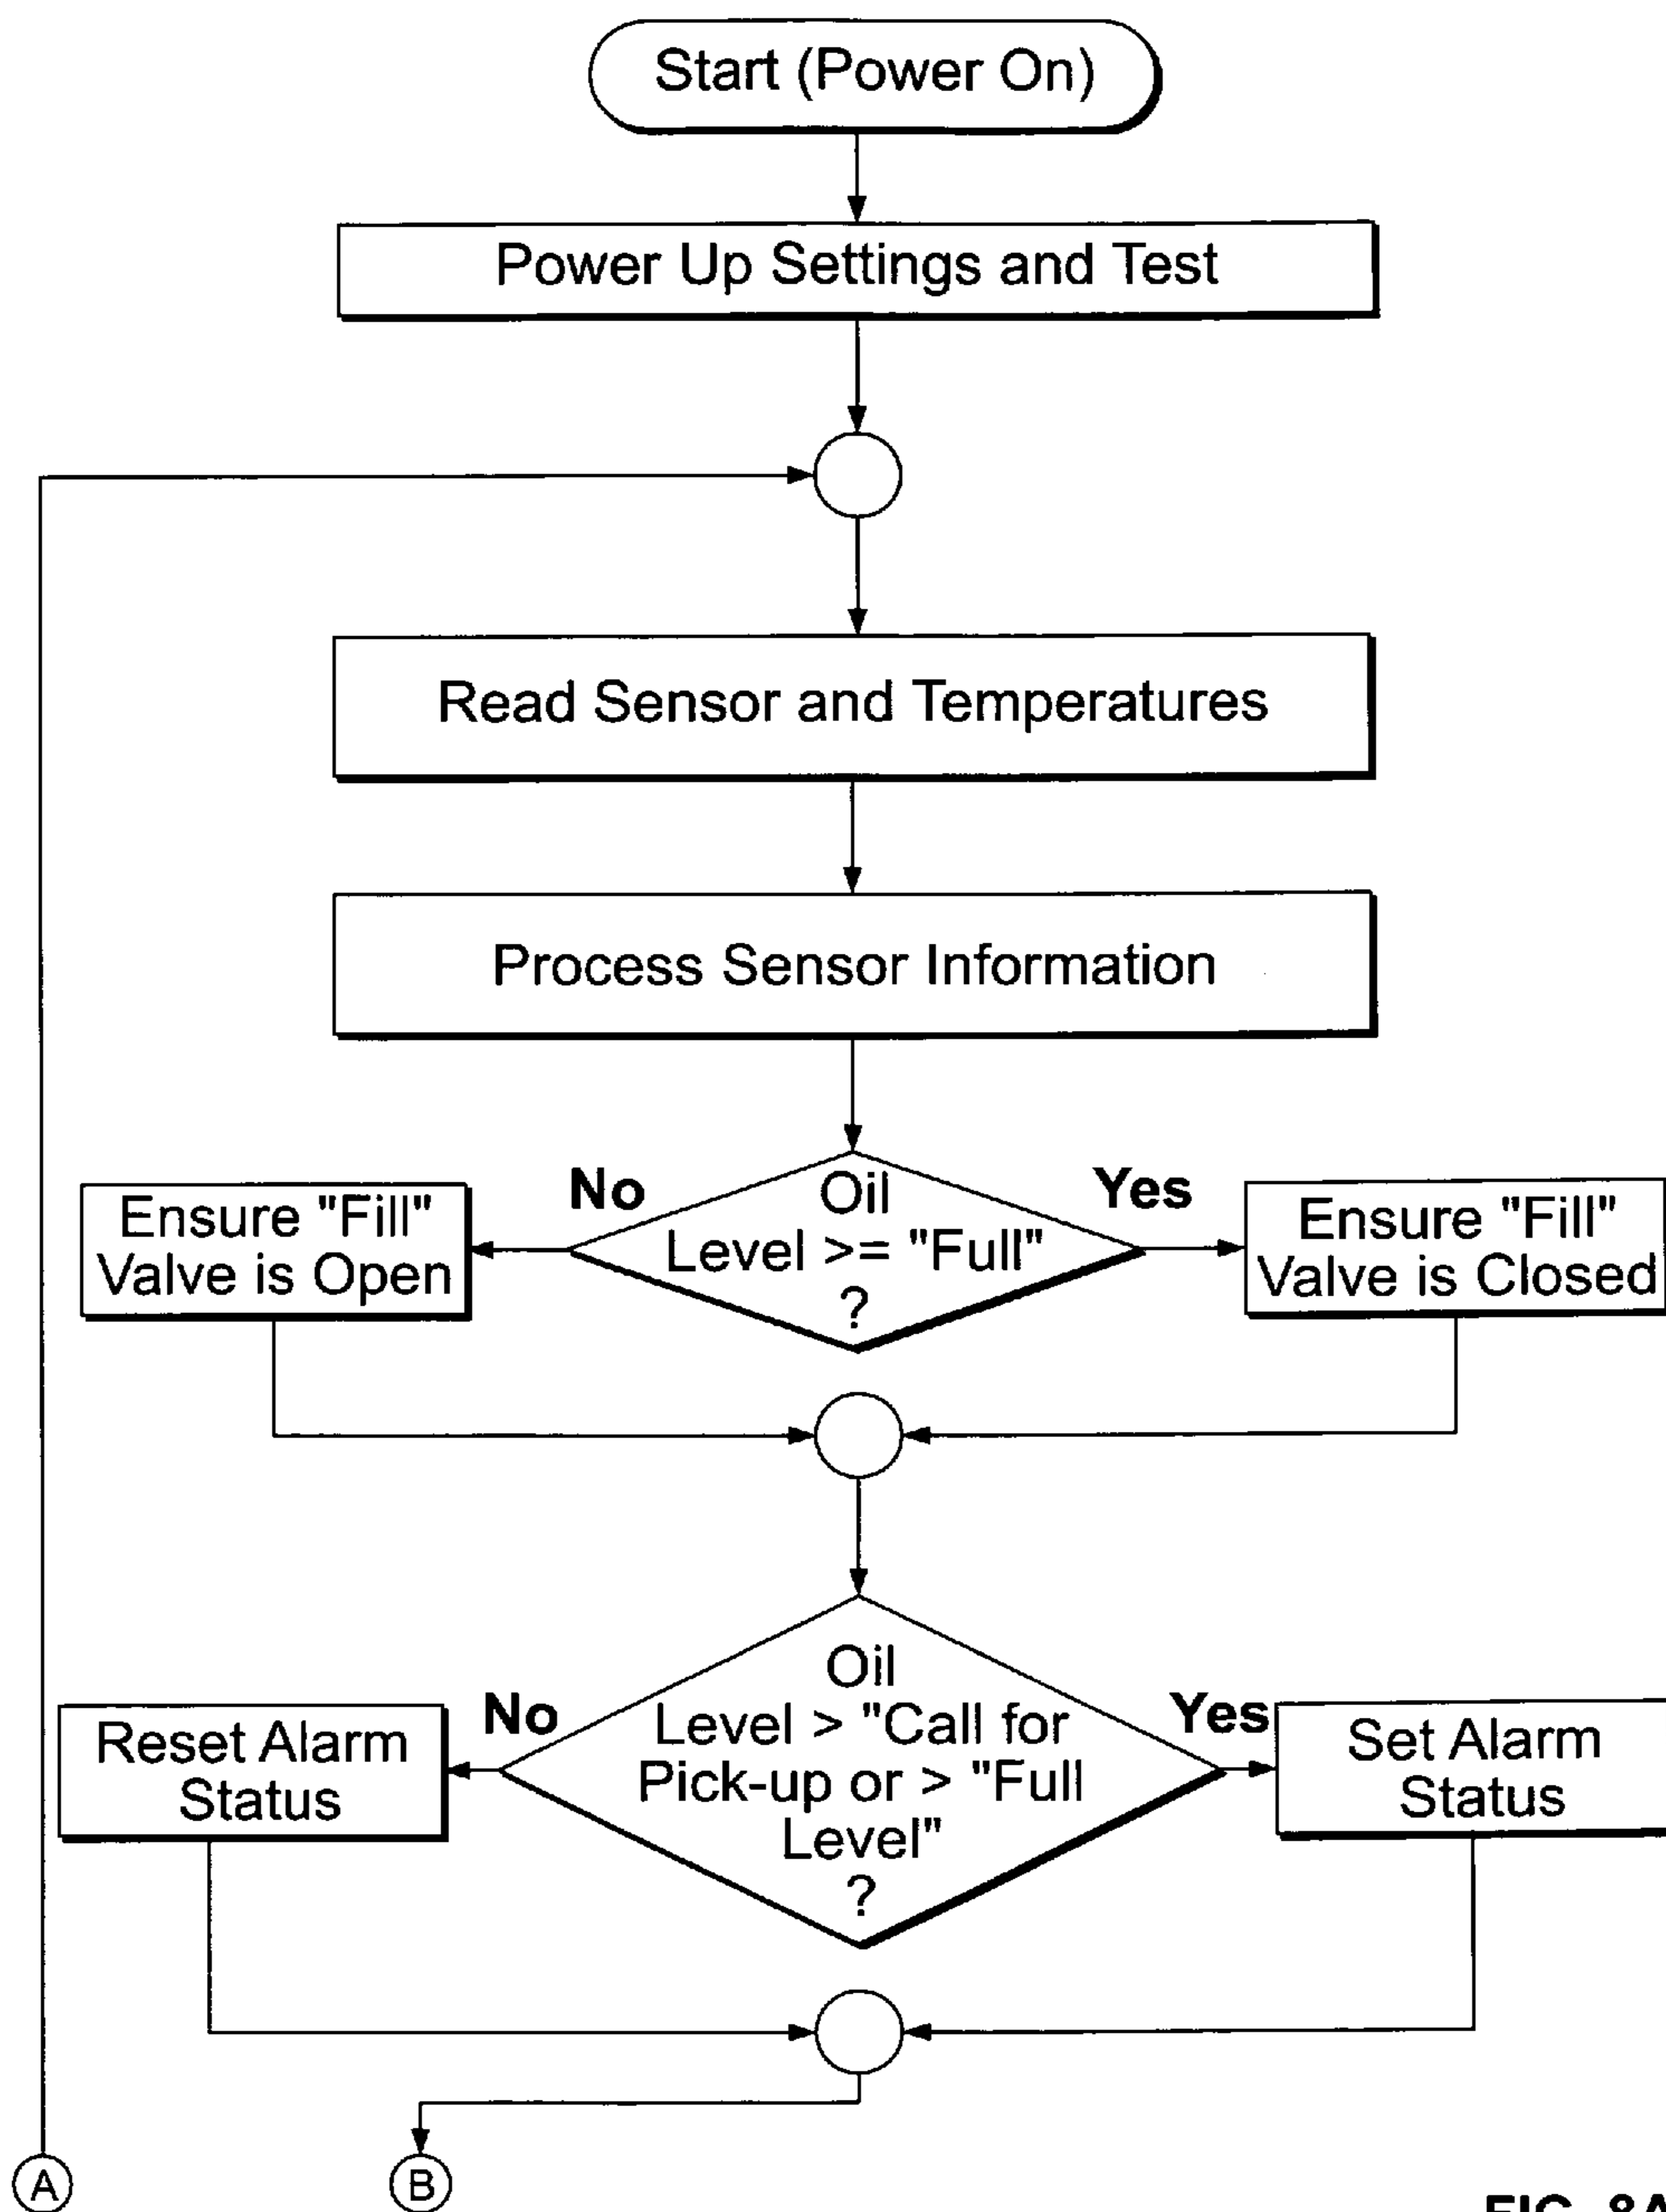 Start (Power On)
Power Up Settings and Test
Read Sensor and Temperatures
Process Sensor Information
No
Oil
Level >= "Full"
?
Yes
Ensure "Fill"
Valve is Open
Ensure "Fill"
Valve is Closed
No
Oil
Level > "Call for
Pick-up or > "Full
Level"
?
Yes
Reset Alarm
Status
Set Alarm
Status
A
B
FIG. 8A